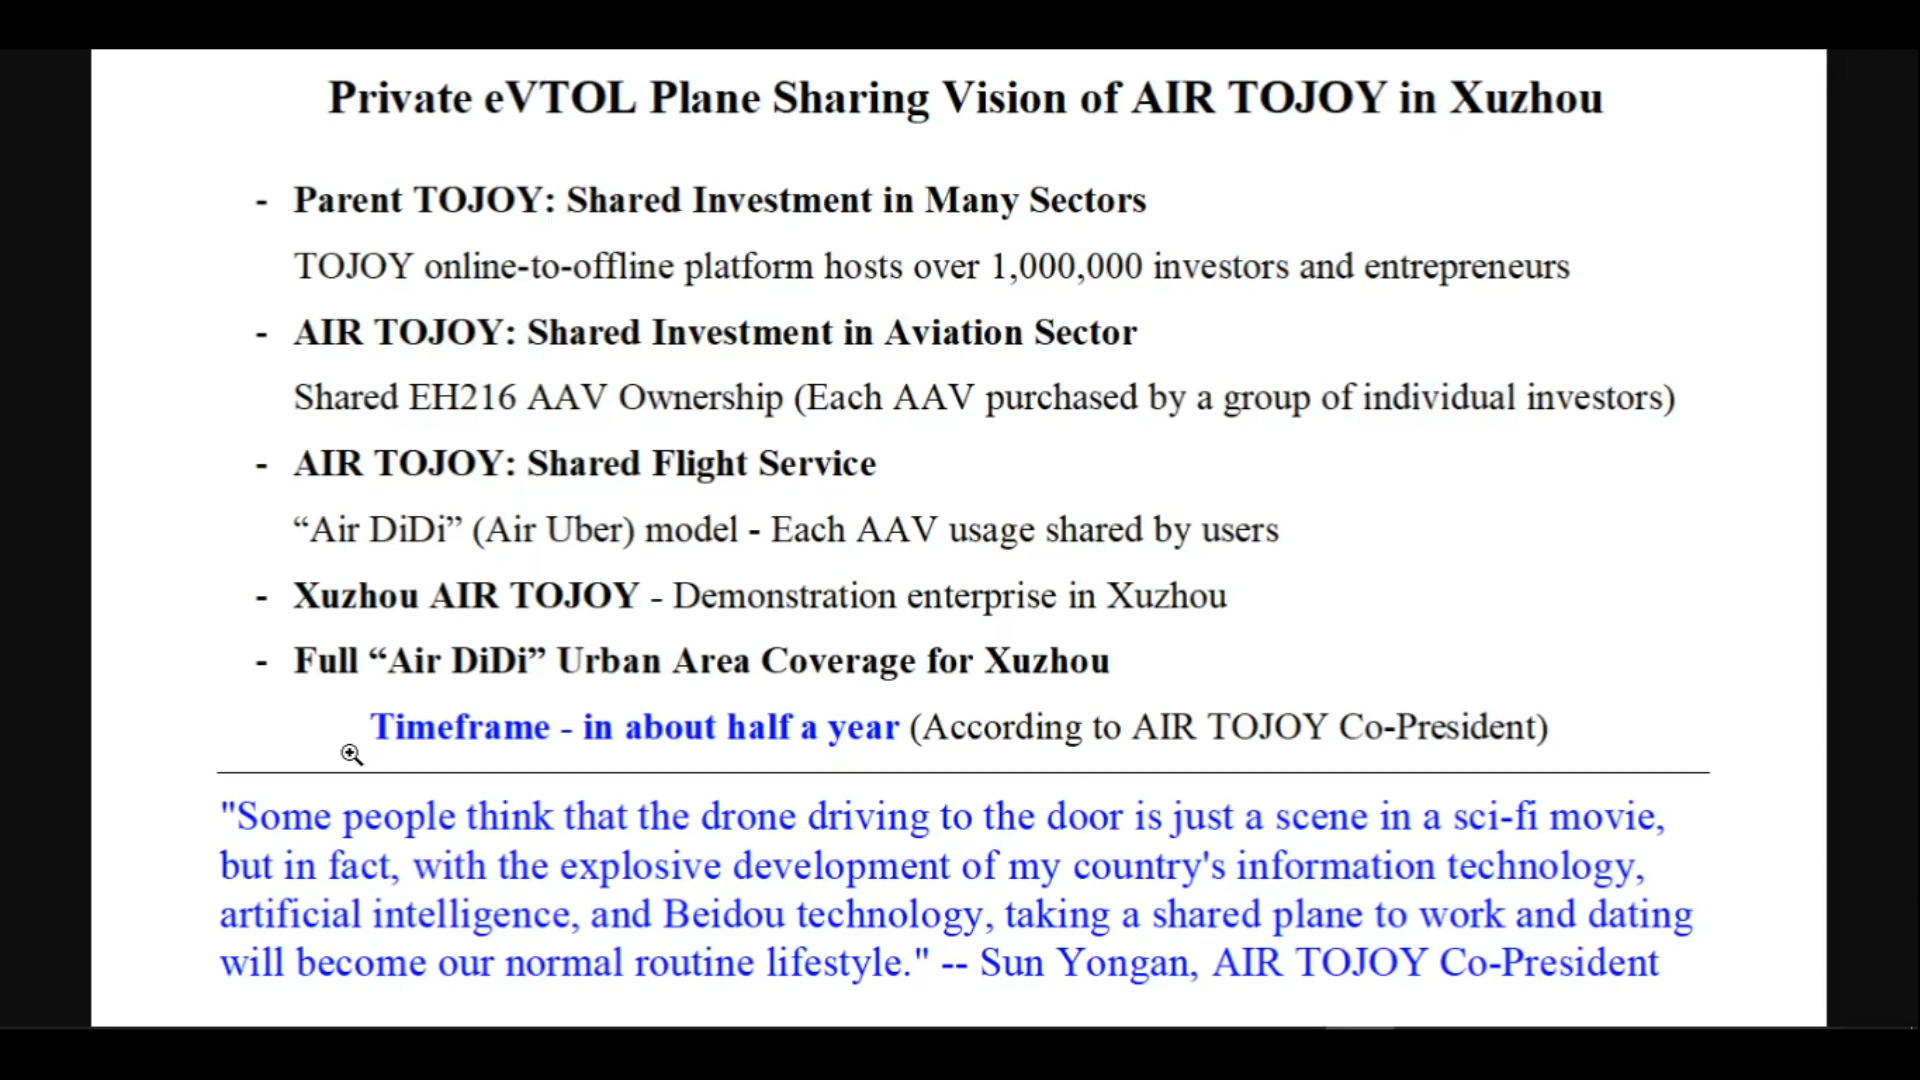 Private eVTOL Plane Sharing Vision of AIR TOJOY in Xuzhou
- Parent TOJOY: Shared Investment in Many Sectors
TOJOY online-to-offline platform hosts over 1,000,000 investors and entrepreneurs
- AIR TOJOY: Shared Investment in Aviation Sector
Shared EH216 AAV Ownership (Each AAV purchased by a group of individual investors)
- AIR TOJOY: Shared Flight Service
“Air DiDi” (Air Uber) model - Each AAV usage shared by users
- Xuzhou AIR TOJOY - Demonstration enterprise in Xuzhou
- Full “Air DiDi” Urban Area Coverage for Xuzhou
Timeframe - in about half a year (According to AIR TOJOY Co-President)
"Some people think that the drone driving to the door is just a scene in a sci-fi movie,
but in fact, with the explosive development of my country's information technology,
artificial intelligence, and Beidou technology, taking a shared plane to work and dating
will become our normal routine lifestyle." -- Sun Yongan, AIR TOJOY Co-President